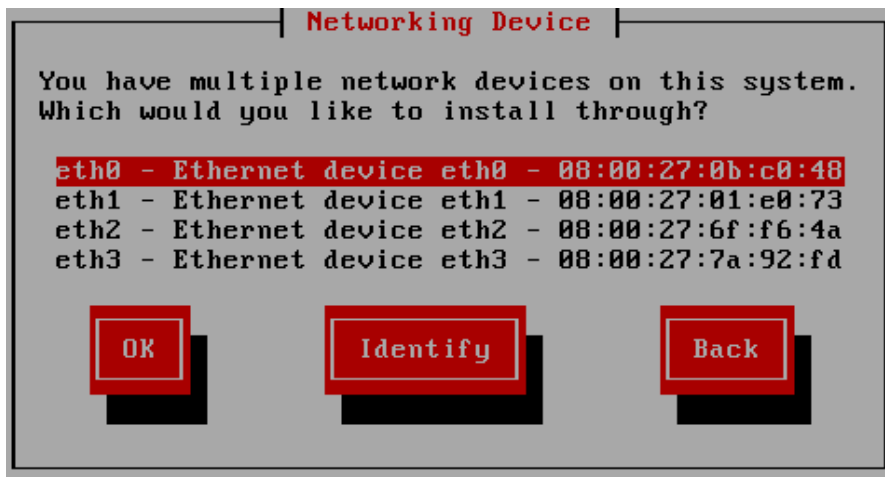 Networking Device
You have multiple network devices on this system.
Which would you like to install through?
eth0 - Ethernet device eth0 - 08:00:27:0b:c0:48
eth1 - Ethernet device eth1 - 08:00:27:01:e0:73
eth2 - Ethernet device eth2 - 08:00:27:6f:f6:4a
eth3 - Ethernet device eth3 - 08:00:27:7a:92:fd
OK Identify Back